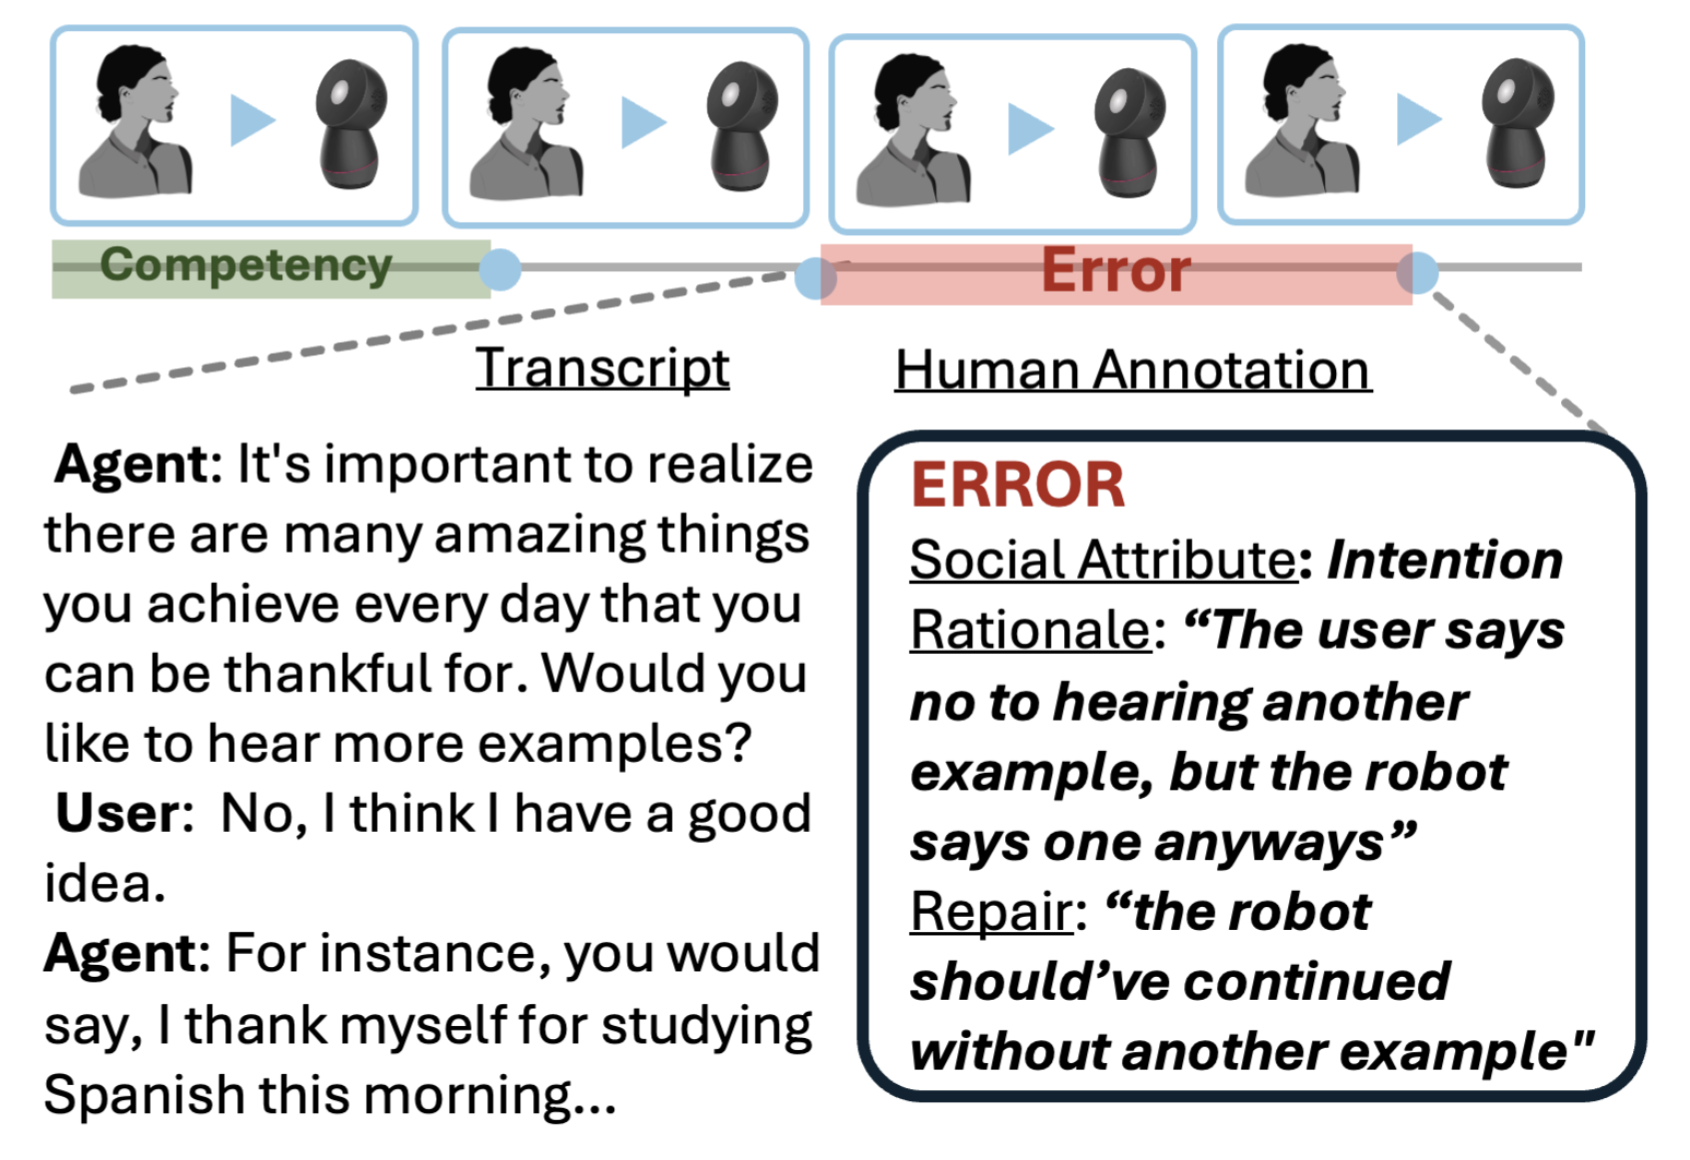 Competency
Error
Transcript
Human Annotation
Agent: It's important to realize
there are many amazing things
you achieve every day that you
can be thankful for. Would you
like to hear more examples?
User: No, I think I have a good
idea.
Agent: For instance, you would
say, I thank myself for studying
Spanish this morning...
ERROR
Social Attribute: Intention
Rationale: “The user says
no to hearing another
example, but the robot
says one anyways”
Repair: “the robot
should’ve continued
without another example"